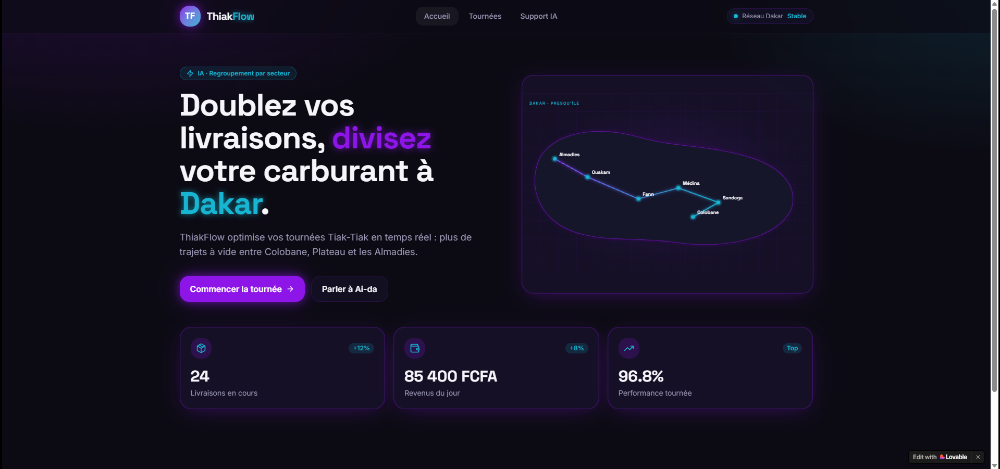 TF ThiakFlow
Accueil Tournées Support IA
Réseau Dakar Stable
IA · Regroupement par secteur
Doublez vos
livraisons, divisez
votre carburant à
Dakar.
ThiakFlow optimise vos tournées Tiak-Tiak en temps réel : plus de
trajets à vide entre Colobane, Plateau et les Almadies.
Commencer la tournée →
Parler à Ai-da
DAKAR · PRESQU'ÎLE
Almadies
Ouakam
Fann
Médina
Sandaga
Colobane
+12%
24
Livraisons en cours
+8%
85 400 FCFA
Revenus du jour
Top
96.8%
Performance tournée
Edit with Lovable ×